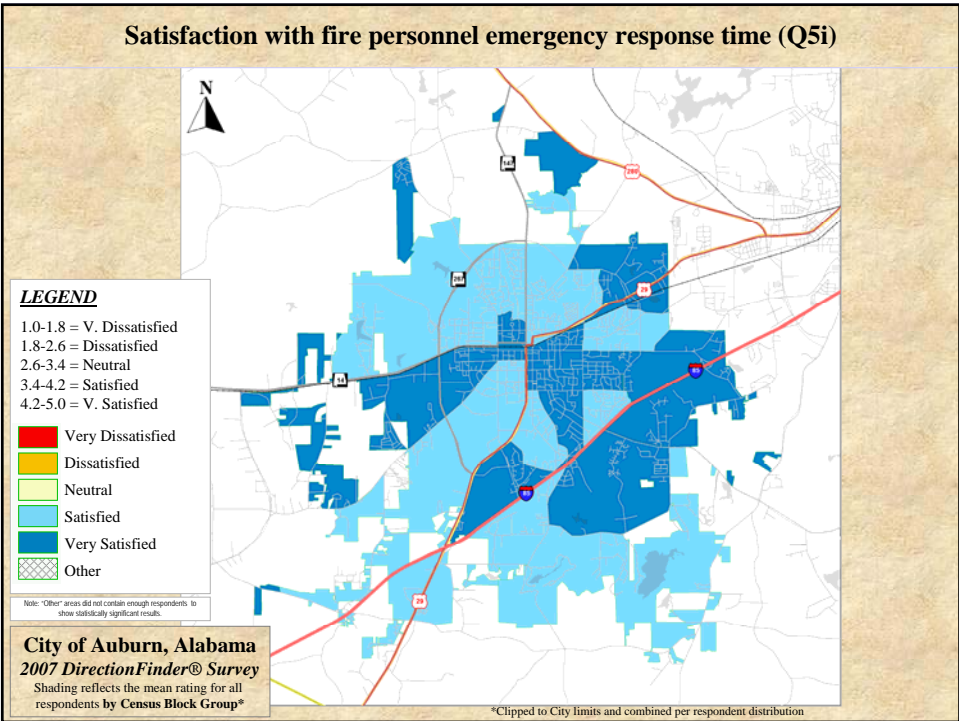 Satisfaction with fire personnel emergency response time (Q5i)
N
147
280
267
29
85
14
85
29
LEGEND
1.0-1.8 = V. Dissatisfied
1.8-2.6 = Dissatisfied
2.6-3.4 = Neutral
3.4-4.2 = Satisfied
4.2-5.0 = V. Satisfied
Very Dissatisfied
Dissatisfied
Neutral
Satisfied
Very Satisfied
Other
Note: "Other" areas did not contain enough respondents to
show statistically significant results.
City of Auburn, Alabama
2007 DirectionFinder® Survey
Shading reflects the mean rating for all
respondents by Census Block Group*
*Clipped to City limits and combined per respondent distribution